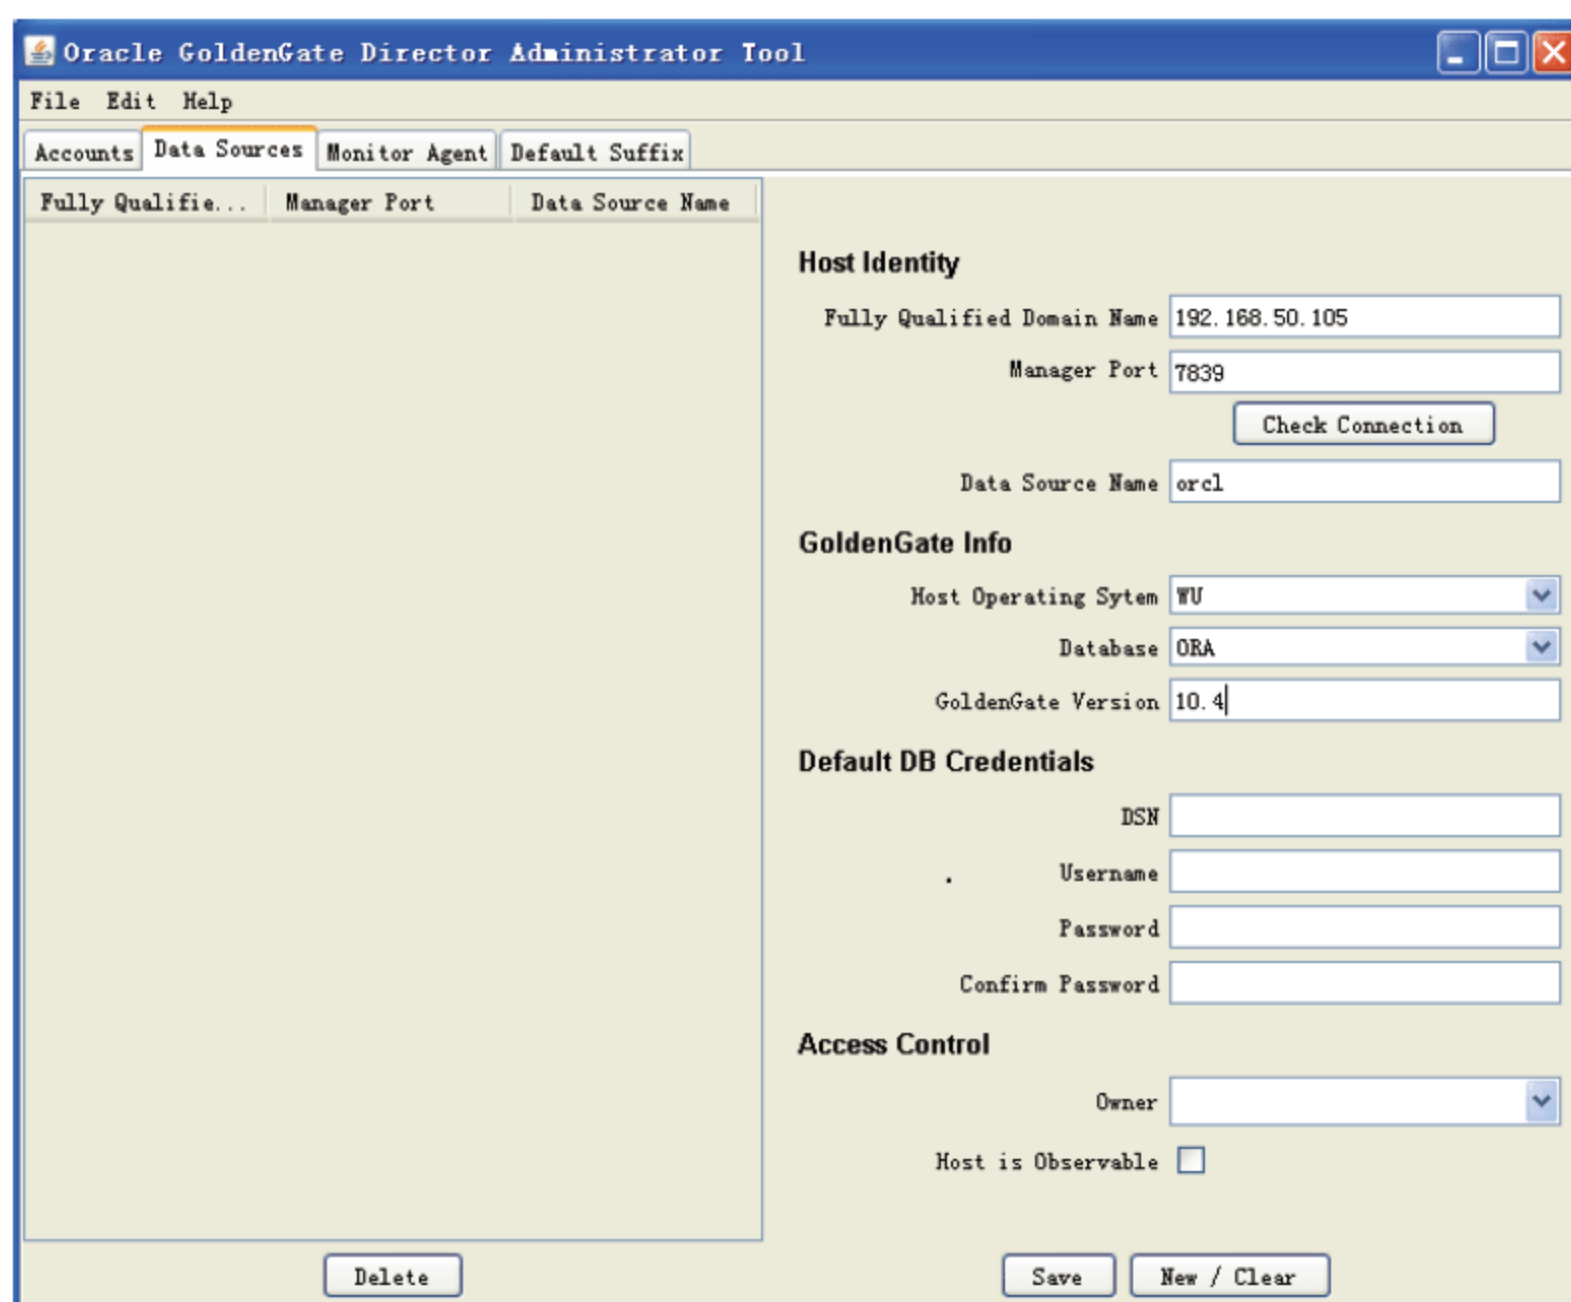 Oracle GoldenGate Director Administrator Tool
File Edit Help
Accounts Data Sources Monitor Agent Default Suffix
Fully Qualifie... Manager Port Data Source Name
Host Identity
Fully Qualified Domain Name 192.168.50.105
Manager Port 7839
Check Connection
Data Source Name orcl
GoldenGate Info
Host Operating Sytem WU
Database ORA
GoldenGate Version 10.4
Default DB Credentials
DSN
Username
Password
Confirm Password
Access Control
Owner
Host is Observable
Delete Save New / Clear